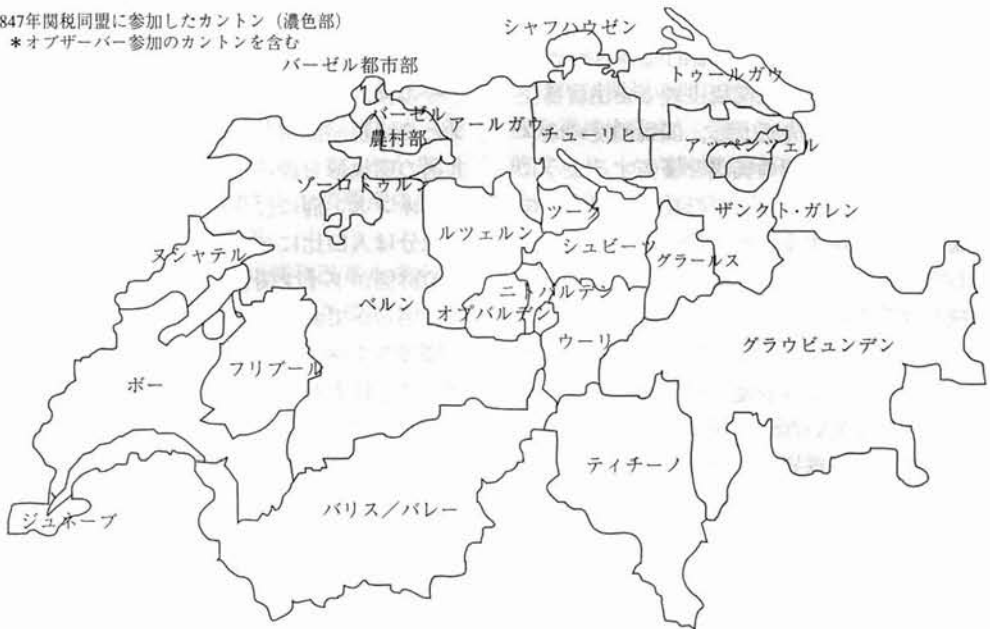 847年関税同盟に参加したカントン（濃色部）
＊オブザーバー参加のカントンを含む
シャフハウゼン
バーゼル都市部
トゥールガウ
バーゼル
農村部
アールガウ
チューリヒ
アッペンツェル
ゾーロトゥルン
ツーク
ザンクト・ガレン
ルツェルン
シュビーツ
グラールス
ヌシャテル
ニトバルデン
ベルン
オブバルデン
ウーリ
グラウビュンデン
フリブール
ボー
ティチーノ
バリス／バレー
ジュネーブ